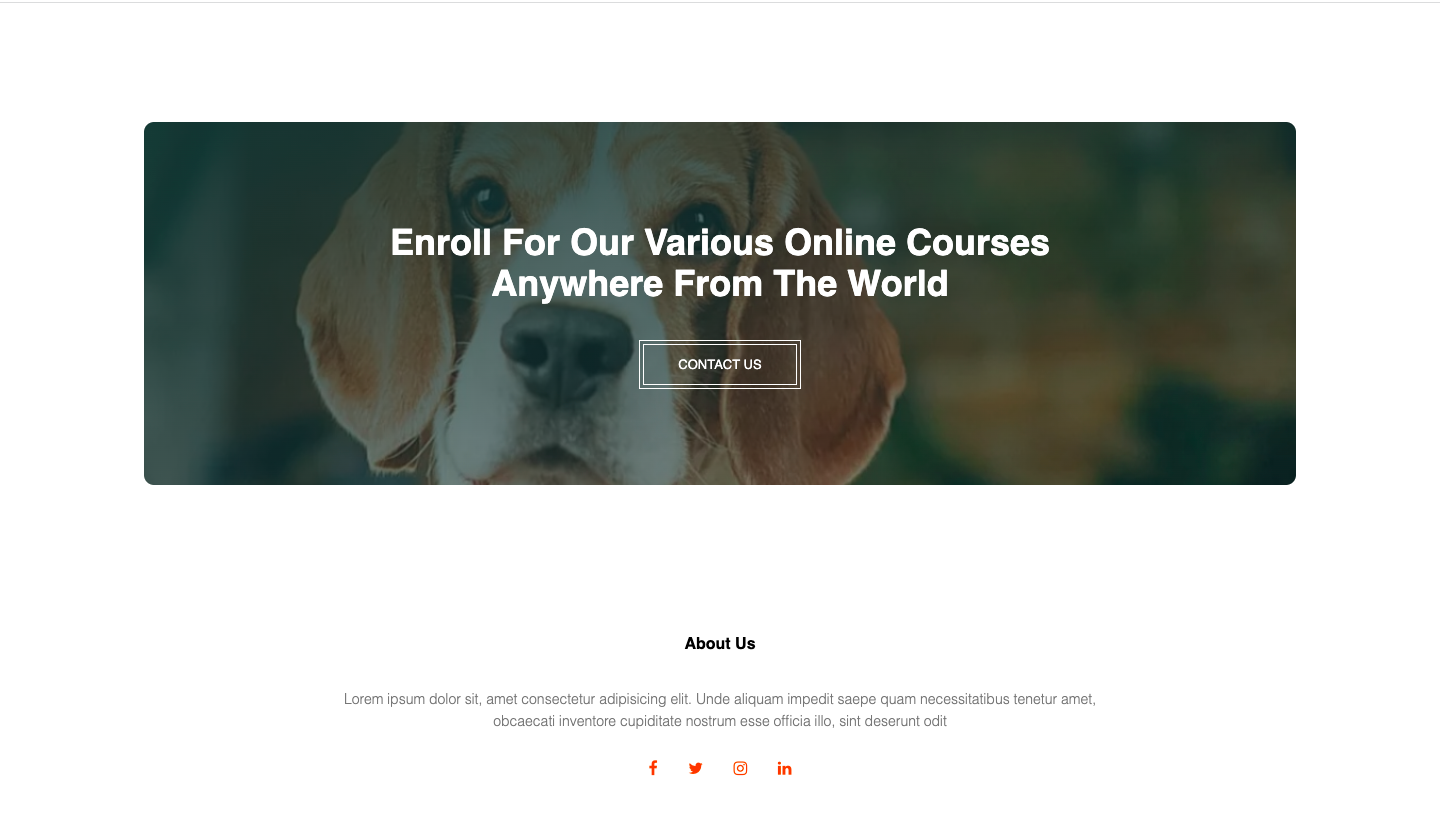 Enroll For Our Various Online Courses
Anywhere From The World
CONTACT US
About Us
Lorem ipsum dolor sit, amet consectetur adipisicing elit. Unde aliquam impedit saepe quam necessitatibus tenetur amet,
obcaecati inventore cupiditate nostrum esse officia illo, sint deserunt odit